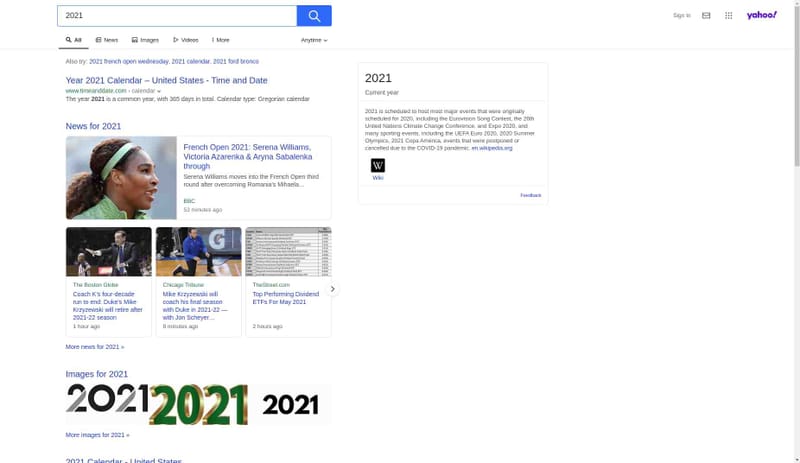 2021
Sign in
yahoo!
All
News
Images
Videos
More
Anytime
Also try: 2021 french open wednesday, 2021 calendar, 2021 ford bronco
Year 2021 Calendar – United States - Time and Date
www.timeanddate.com › calendar
The year 2021 is a common year, with 365 days in total. Calendar type: Gregorian calendar
News for 2021
French Open 2021: Serena Williams,
Victoria Azarenka & Aryna Sabalenka
through
Serena Williams moves into the French Open third
round after overcoming Romania's Mihaela...
BBC
53 minutes ago
The Boston Globe
Coach K's four-decade
run to end: Duke's Mike
Krzyzewski will retire after
2021-22 season
1 hour ago
G
Chicago Tribune
Mike Krzyzewski will
coach his final season
with Duke in 2021-22 —
with Jon Scheyer...
8 minutes ago
TheStreet.com
Top Performing Dividend
ETFs For May 2021
2 hours ago
More news for 2021 »
Images for 2021
2021
2021
2021
More images for 2021 »
2021 Calendar - United States
2021
Current year
2021 is scheduled to host most major events that were originally
scheduled for 2020, including the Eurovision Song Contest, the 26th
United Nations Climate Change Conference, and Expo 2020, and
many sporting events, including the UEFA Euro 2020, 2020 Summer
Olympics, 2021 Copa America, events that were postponed or
cancelled due to the COVID-19 pandemic. en.wikipedia.org
W
Wiki
Feedback